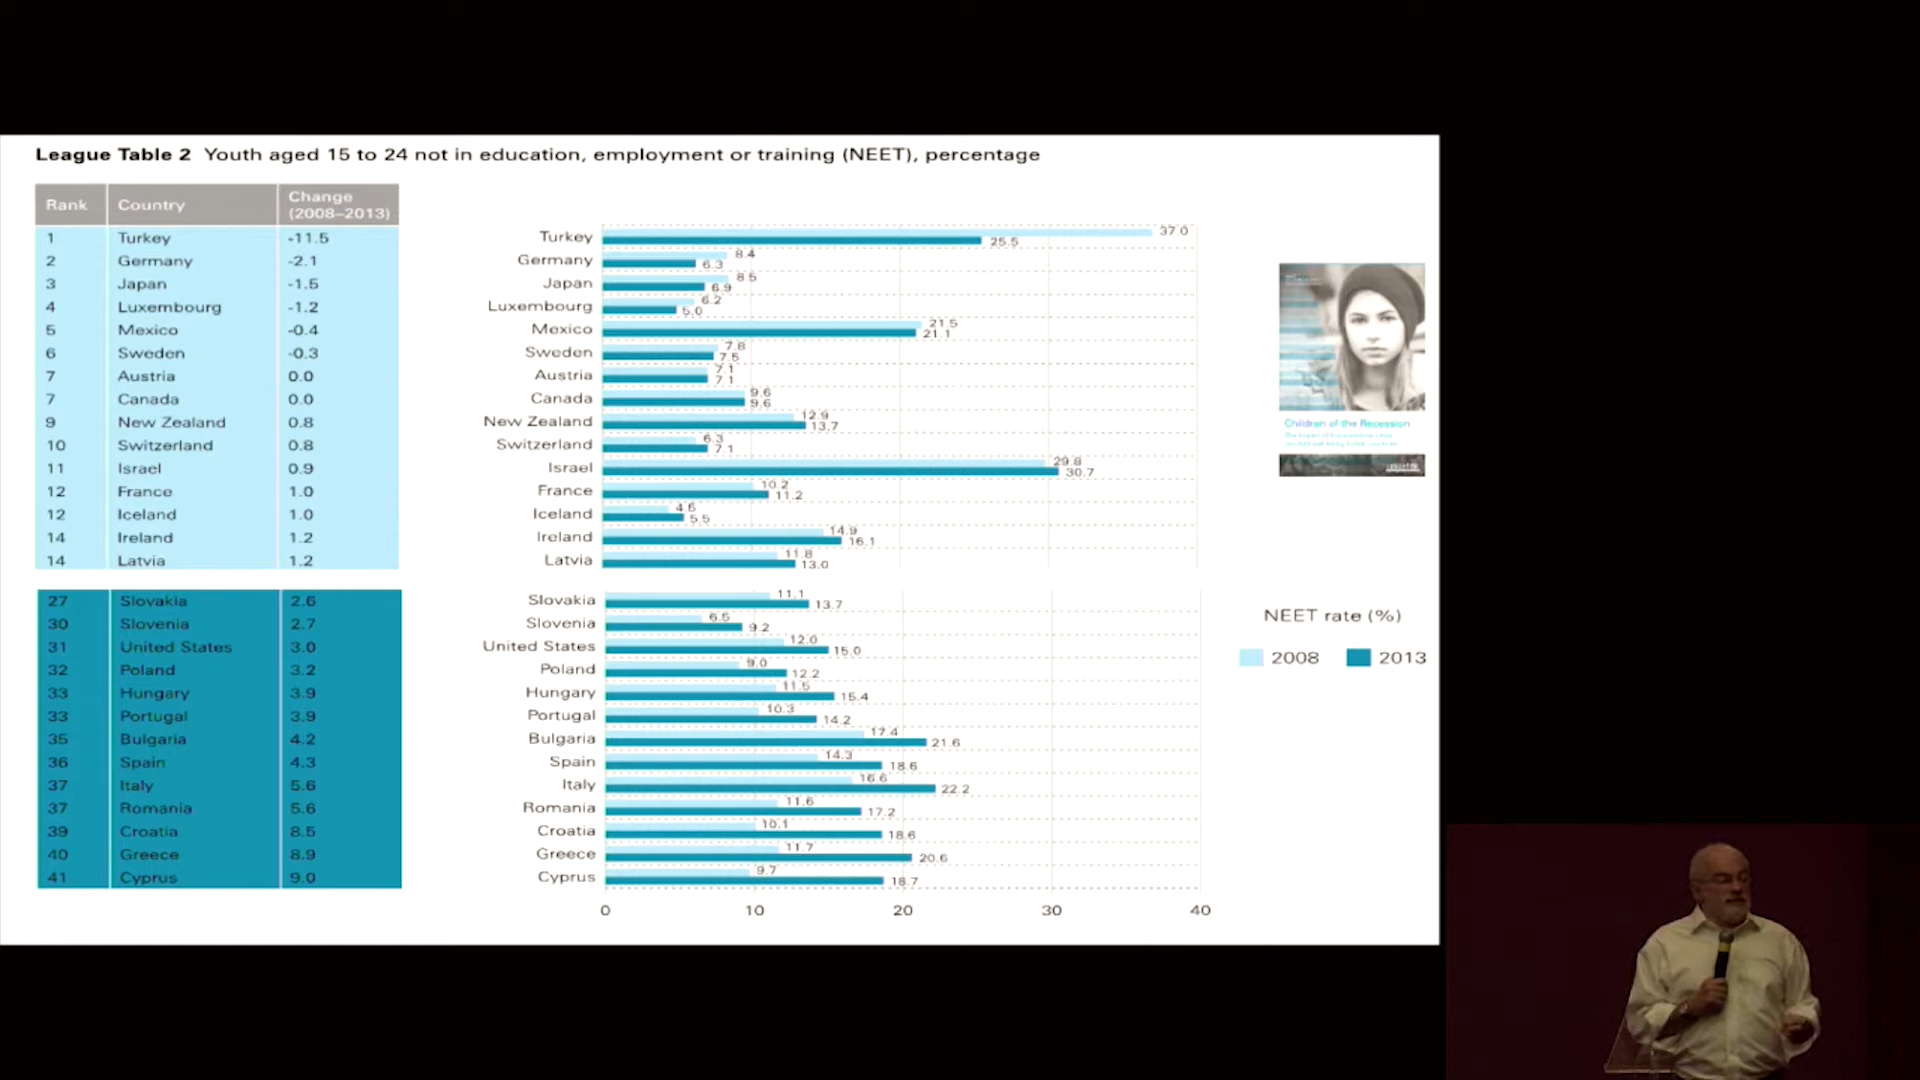 League Table 2 Youth aged 15 to 24 not in education, employment or training (NEET), percentage
Rank Country Change (2008–2013)
1 Turkey -11.5
2 Germany -2.1
3 Japan -1.5
4 Luxembourg -1.2
5 Mexico -0.4
6 Sweden -0.3
7 Austria 0.0
7 Canada 0.0
9 New Zealand 0.8
10 Switzerland 0.8
11 Israel 0.9
12 France 1.0
12 Iceland 1.0
14 Ireland 1.2
14 Latvia 1.2
27 Slovakia 2.6
30 Slovenia 2.7
31 United States 3.0
32 Poland 3.2
33 Hungary 3.9
33 Portugal 3.9
35 Bulgaria 4.2
36 Spain 4.3
37 Italy 5.6
37 Romania 5.6
39 Croatia 8.5
40 Greece 8.9
41 Cyprus 9.0
Turkey 37.0 25.5
Germany 8.4 6.3
Japan 8.5 6.9
Luxembourg 6.2 5.0
Mexico 21.5 21.1
Sweden 7.8 7.5
Austria 7.1 7.1
Canada 9.6 9.6
New Zealand 12.9 13.7
Switzerland 6.3 7.1
Israel 29.8 30.7
France 10.2 11.2
Iceland 4.6 5.5
Ireland 14.9 16.1
Latvia 11.8 13.0
Slovakia 11.1 13.7
Slovenia 6.5 9.2
United States 12.0 15.0
Poland 9.0 12.2
Hungary 11.5 15.4
Portugal 10.3 14.2
Bulgaria 17.4 21.6
Spain 14.3 18.6
Italy 16.6 22.2
Romania 11.6 17.2
Croatia 10.1 18.6
Greece 11.7 20.6
Cyprus 9.7 18.7
0 10 20 30 40
Children of the Recession
NEET rate (%)
2008 2013